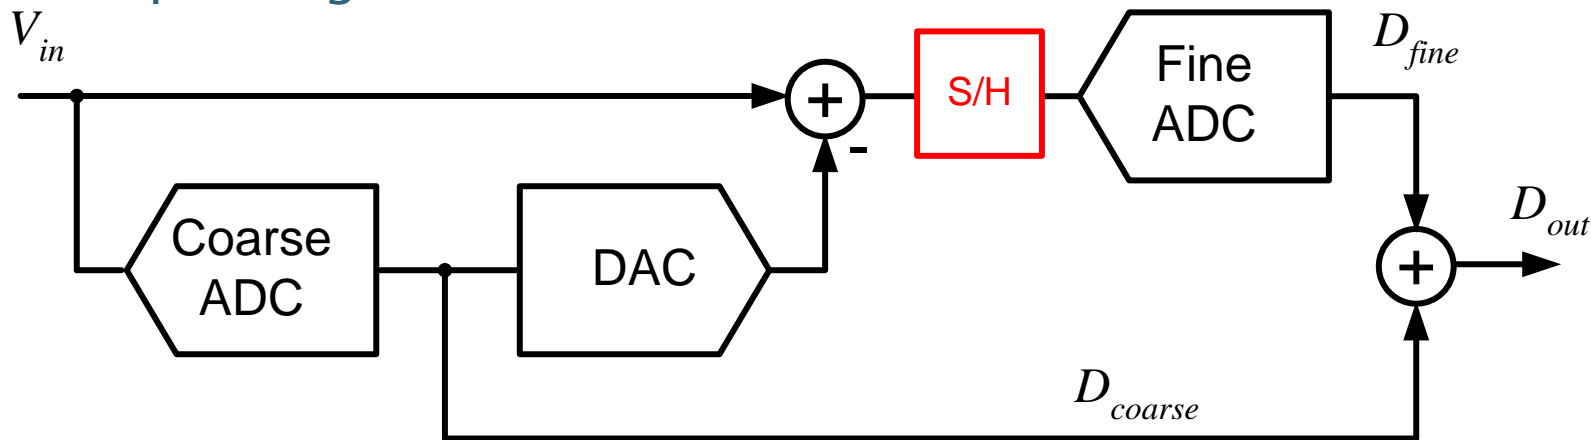 V_in
+
-
S/H
Fine
ADC
D_fine
Coarse
ADC
DAC
+
D_out
D_coarse